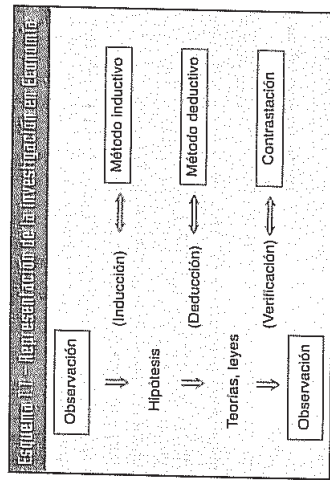 Esquema 1.1 – Representación de la investigación en economía
Observación
(Inducción)
Método inductivo
Hipótesis
(Deducción)
Método deductivo
Teorías, leyes
(Verificación)
Contrastación
Observación